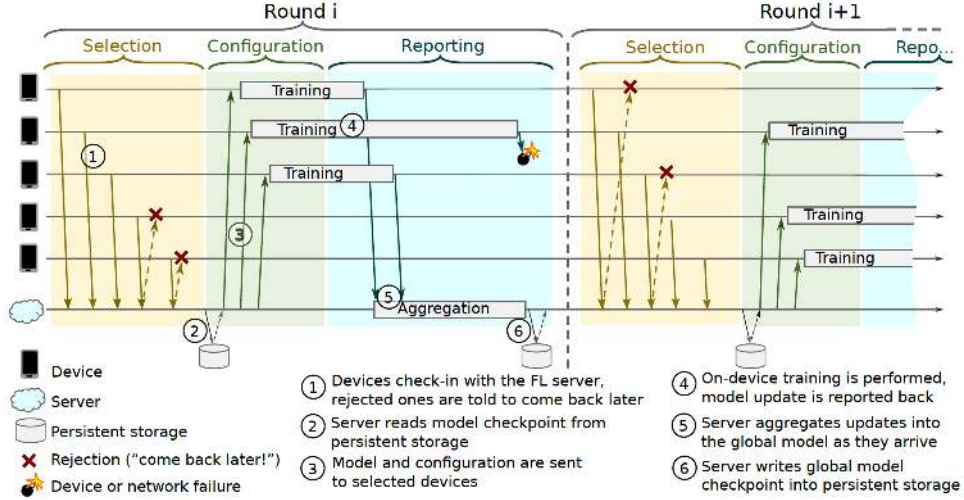 Round i
Round i+1
Selection
Configuration
Reporting
Selection
Configuration
Repo...
Training
Training
4
Training
Training
1
Training
3
Training
Training
5
Aggregation
2
6
Device
Server
Persistent storage
Rejection (“come back later!”)
Device or network failure
1 Devices check-in with the FL server,
rejected ones are told to come back later
2 Server reads model checkpoint from
persistent storage
3 Model and configuration are sent
to selected devices
4 On-device training is performed,
model update is reported back
5 Server aggregates updates into
the global model as they arrive
6 Server writes global model
checkpoint into persistent storage